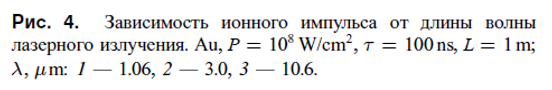 Рис. 4. Зависимость ионного импульса от длины волны
лазерного излучения. Au, P = 10⁸ W/cm², τ = 100 ns, L = 1 m;
λ, μm: 1 — 1.06, 2 — 3.0, 3 — 10.6.